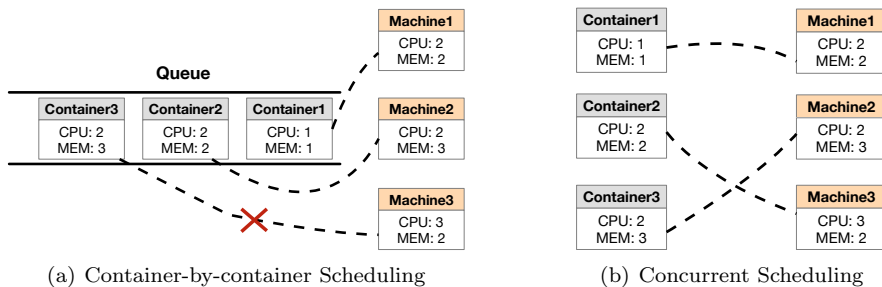 Queue
Container3
CPU: 2
MEM: 3
Container2
CPU: 2
MEM: 2
Container1
CPU: 1
MEM: 1
Machine1
CPU: 2
MEM: 2
Machine2
CPU: 2
MEM: 3
Machine3
CPU: 3
MEM: 2
(a) Container-by-container Scheduling
Container1
CPU: 1
MEM: 1
Container2
CPU: 2
MEM: 2
Container3
CPU: 2
MEM: 3
Machine1
CPU: 2
MEM: 2
Machine2
CPU: 2
MEM: 3
Machine3
CPU: 3
MEM: 2
(b) Concurrent Scheduling